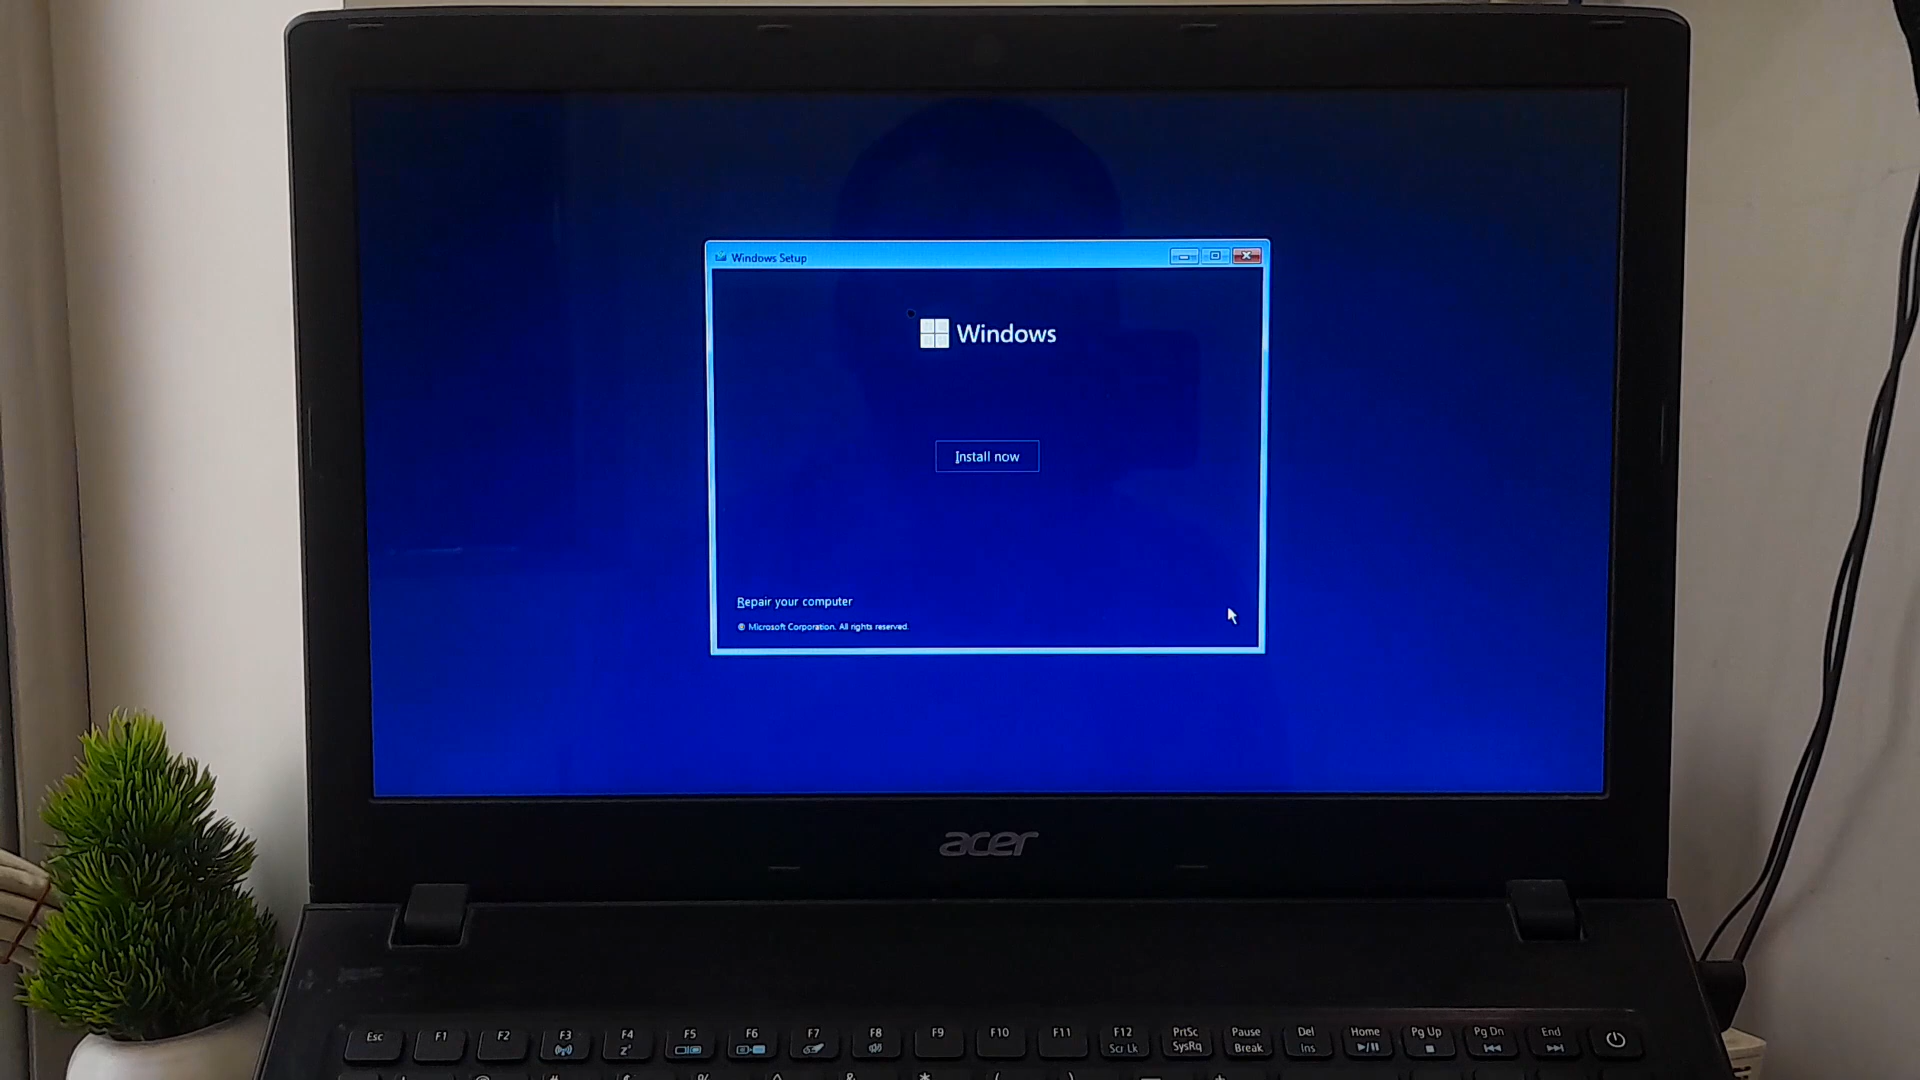 Windows Setup
Windows
Install now
Repair your computer
© Microsoft Corporation. All rights reserved.
acer
Esc F1 F2 F3 F4 F5 F6 F7 F8 F9 F10 F11 F12 PrtSc Pause Del Home Pg Up Pg Dn End
Scr Lk SysRq Break Ins